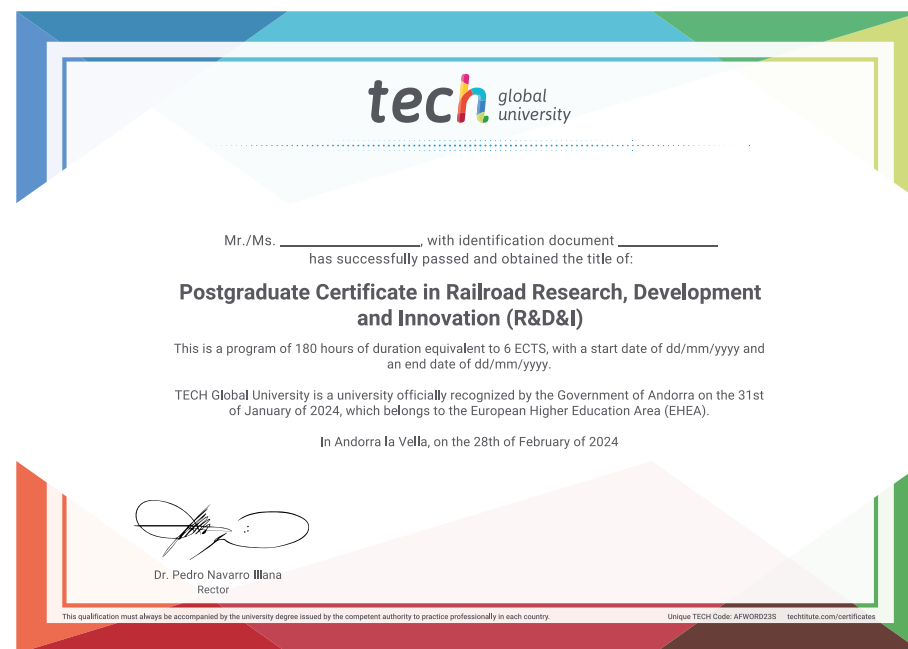 tech global university
Mr./Ms. ____________________, with identification document ______________
has successfully passed and obtained the title of:
Postgraduate Certificate in Railroad Research, Development
and Innovation (R&D&I)
This is a program of 180 hours of duration equivalent to 6 ECTS, with a start date of dd/mm/yyyy and
an end date of dd/mm/yyyy.
TECH Global University is a university officially recognized by the Government of Andorra on the 31st
of January of 2024, which belongs to the European Higher Education Area (EHEA).
In Andorra la Vella, on the 28th of February of 2024
Dr. Pedro Navarro Illana
Rector
This qualification must always be accompanied by the university degree issued by the competent authority to practice professionally in each country.
Unique TECH Code: AFWORD23S techtitute.com/certificates